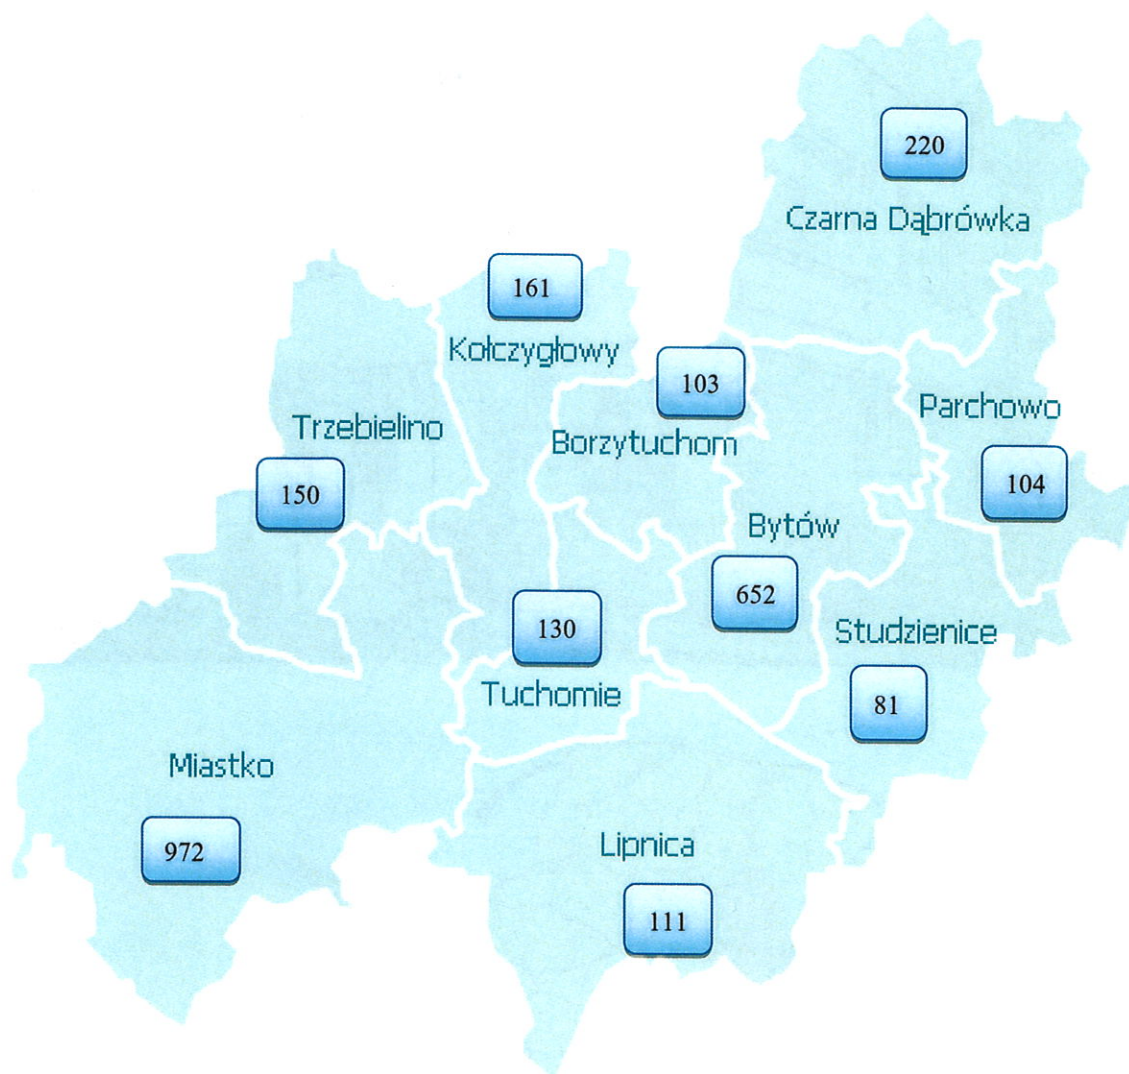 220
Czarna Dąbrówka
161
Kołczygłowy
103
Borzytuchom
Parchowo
104
Trzebielino
150
Bytów
652
130
Tuchomie
Studzienice
81
Miastko
972
Lipnica
111